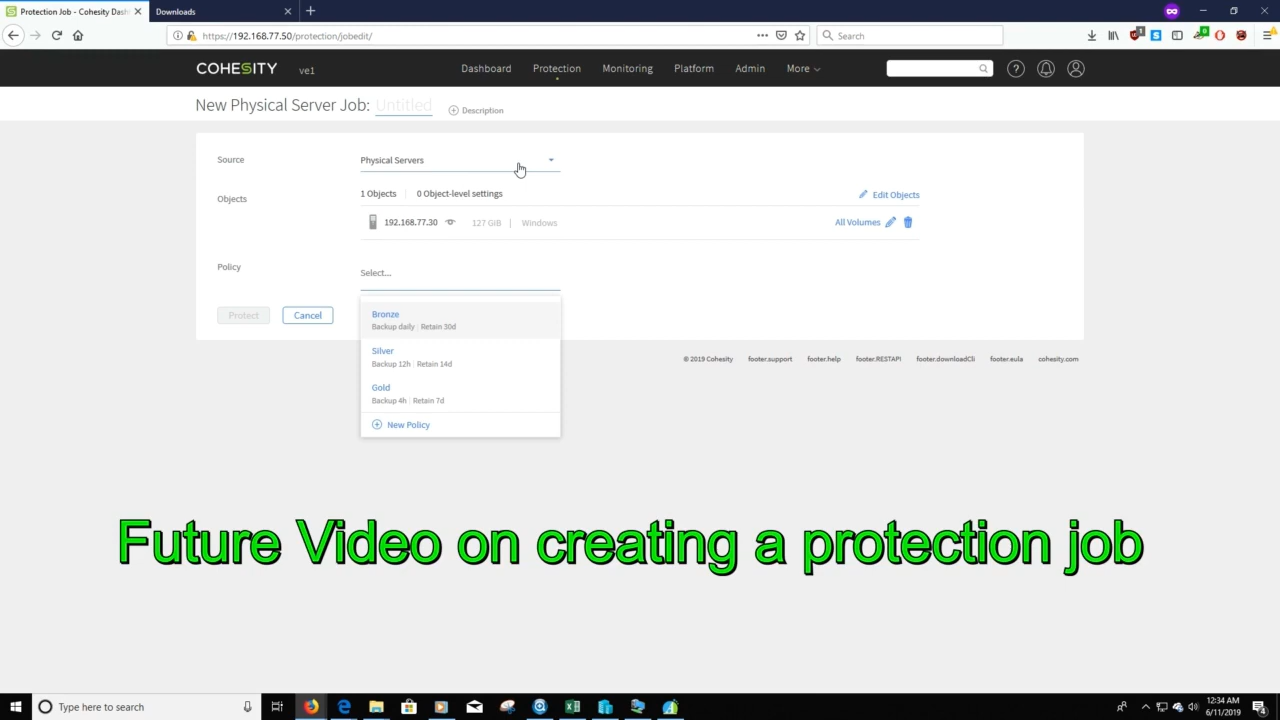 Protection Job - Cohesity Dash
Downloads
https://192.168.77.50/protection/jobedit/
Search
COHESITY ve1 Dashboard Protection Monitoring Platform Admin More
New Physical Server Job: Untitled Description
Source Physical Servers
Objects 1 Objects 0 Object-level settings Edit Objects
192.168.77.30 127 GiB | Windows All Volumes
Policy Select...
Protect Cancel
Bronze
Backup daily | Retain 30d
Silver
Backup 12h | Retain 14d
Gold
Backup 4h | Retain 7d
New Policy
© 2019 Cohesity footer.support footer.help footer.RESTAPI footer.downloadCli footer.eula cohesity.com
Future Video on creating a protection job
Type here to search
12:34 AM
6/11/2019